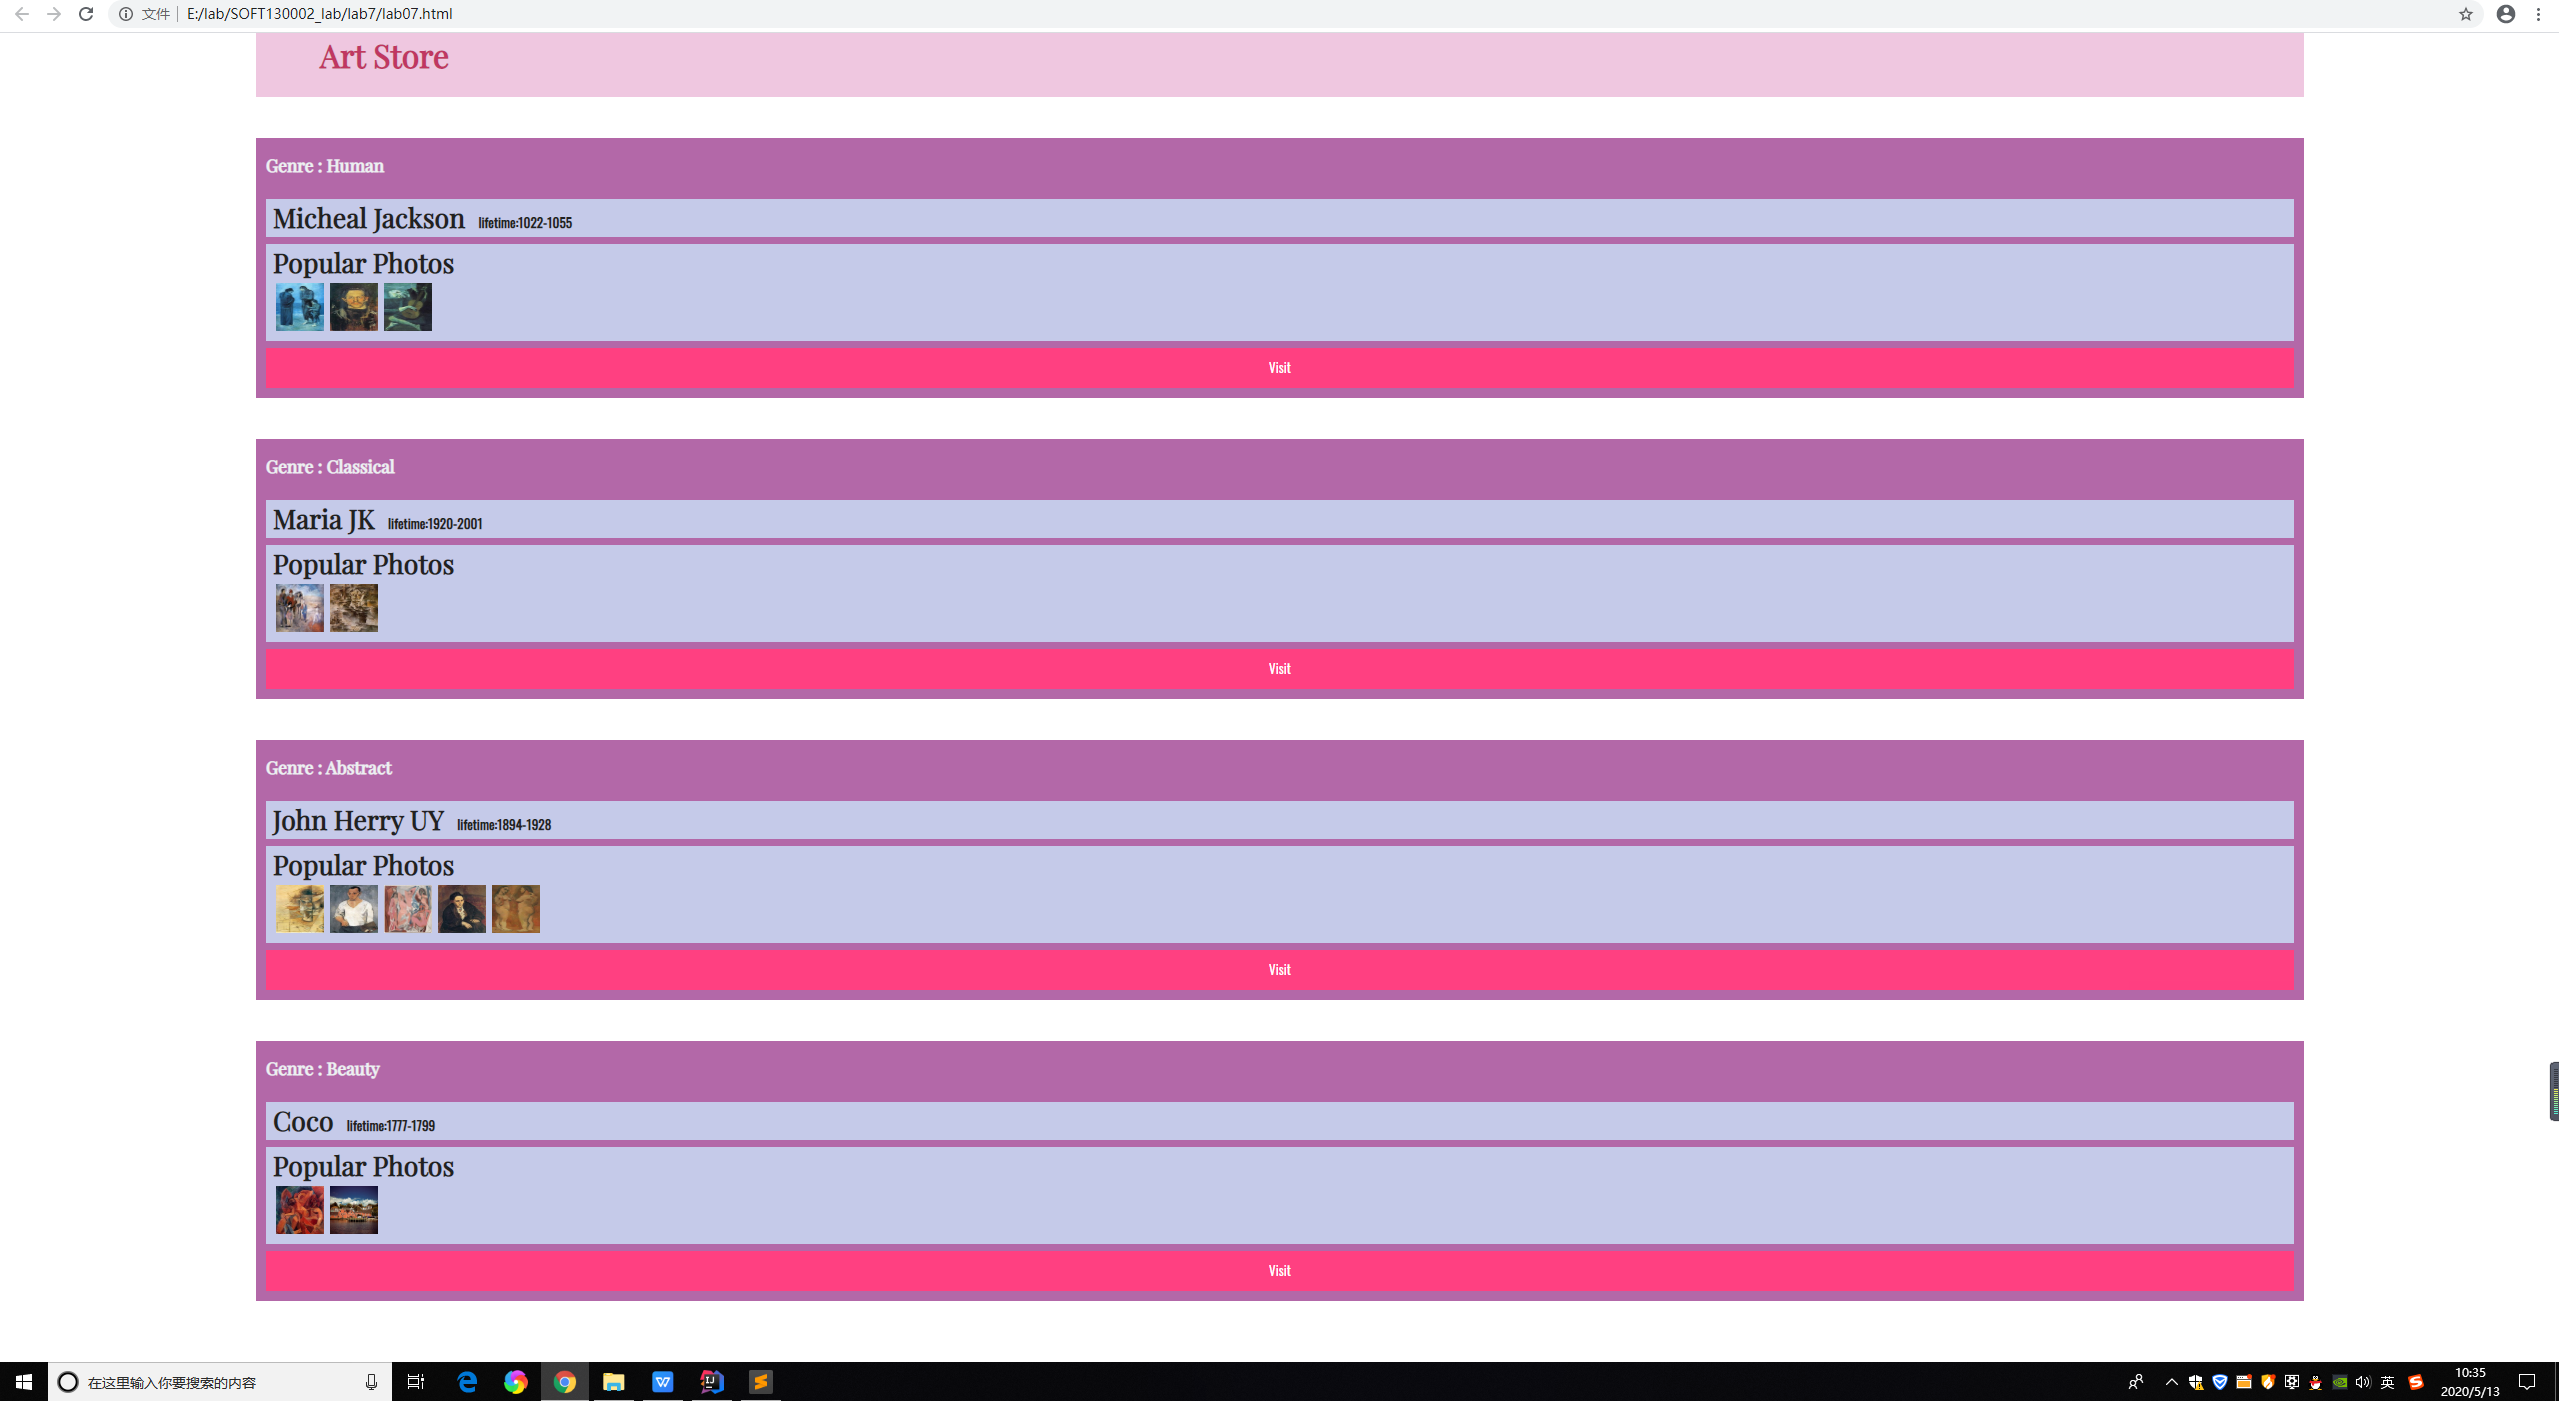 文件 E:/lab/SOFT130002_lab/lab7/lab07.html
Art Store
Genre : Human
Micheal Jackson lifetime:1022-1055
Popular Photos
Visit
Genre : Classical
Maria JK lifetime:1920-2001
Popular Photos
Visit
Genre : Abstract
John Herry UY lifetime:1894-1928
Popular Photos
Visit
Genre : Beauty
Coco lifetime:1777-1799
Popular Photos
Visit
在这里输入你要搜索的内容
英
10:35
2020/5/13